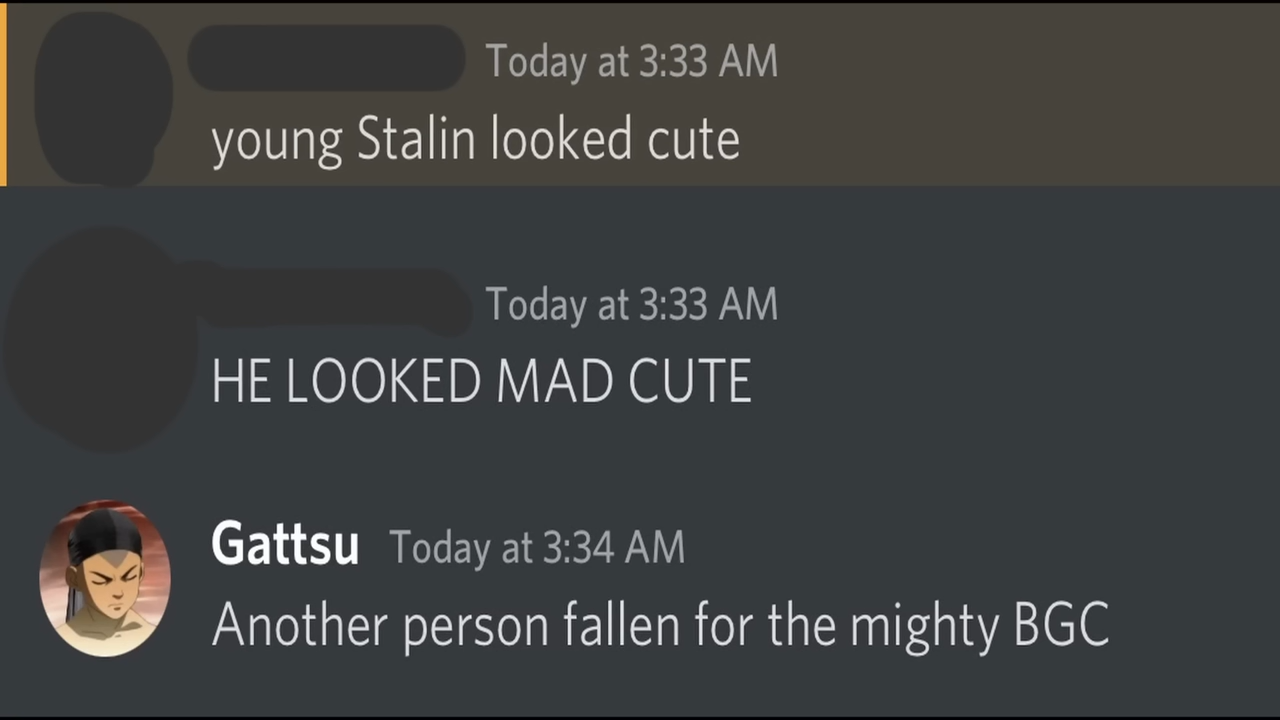 Today at 3:33 AM
young Stalin looked cute
Today at 3:33 AM
HE LOOKED MAD CUTE
Gattsu Today at 3:34 AM
Another person fallen for the mighty BGC